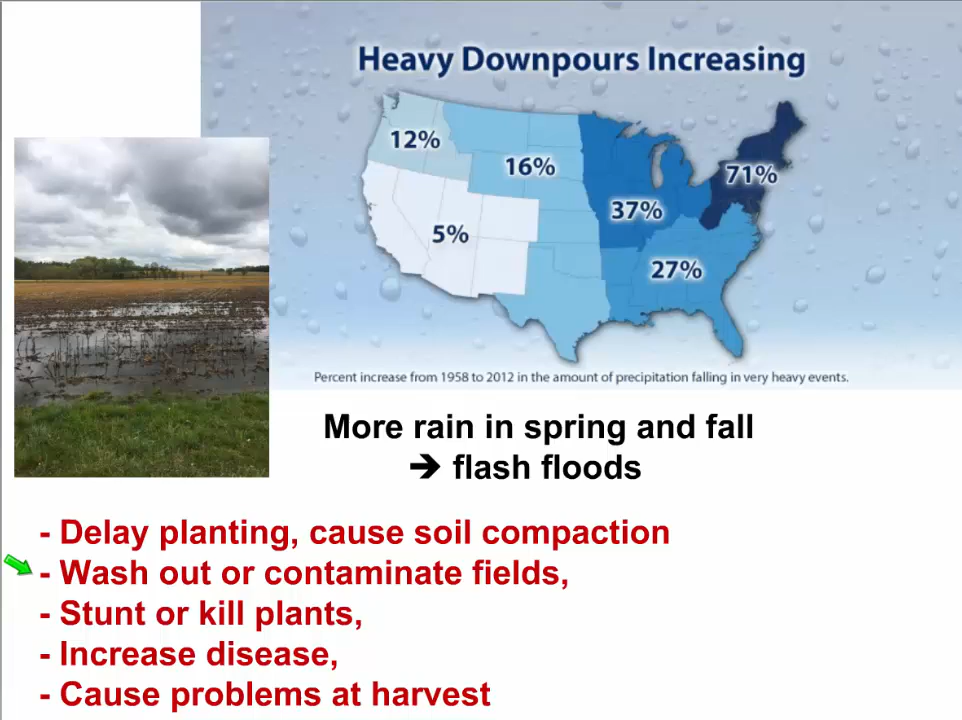 Heavy Downpours Increasing
12%
16%
71%
37%
5%
27%
Percent increase from 1958 to 2012 in the amount of precipitation falling in very heavy events.
More rain in spring and fall
➔ flash floods
- Delay planting, cause soil compaction
- Wash out or contaminate fields,
- Stunt or kill plants,
- Increase disease,
- Cause problems at harvest